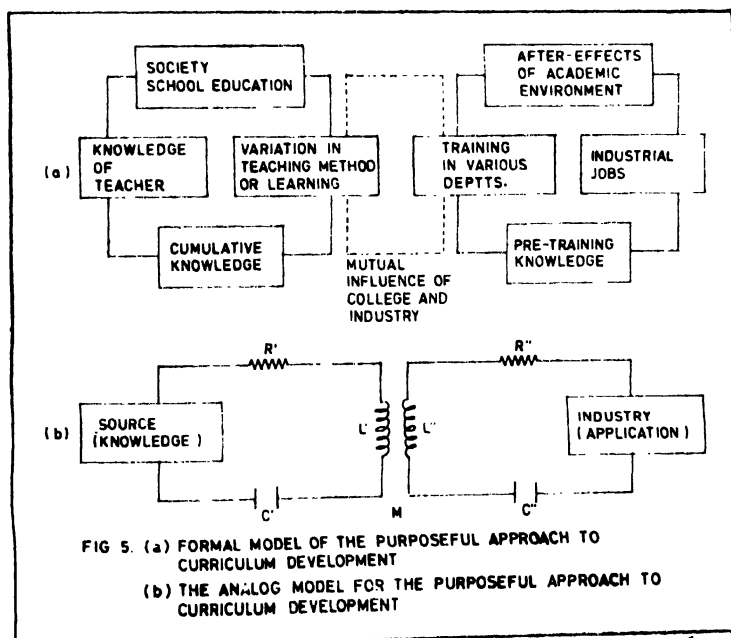 SOCIETY
SCHOOL EDUCATION
AFTER-EFFECTS
OF ACADEMIC
ENVIRONMENT
(a)
KNOWLEDGE
OF
TEACHER
VARIATION IN
TEACHING METHOD
OR LEARNING
TRAINING
IN VARIOUS
DEPTTS.
INDUSTRIAL
JOBS
CUMULATIVE
KNOWLEDGE
MUTUAL
INFLUENCE OF
COLLEGE AND
INDUSTRY
PRE-TRAINING
KNOWLEDGE
(b)
SOURCE
(KNOWLEDGE)
R'
L'
C'
M
R"
L"
C"
INDUSTRY
(APPLICATION)
FIG 5. (a) FORMAL MODEL OF THE PURPOSEFUL APPROACH TO
CURRICULUM DEVELOPMENT
(b) THE ANALOG MODEL FOR THE PURPOSEFUL APPROACH TO
CURRICULUM DEVELOPMENT